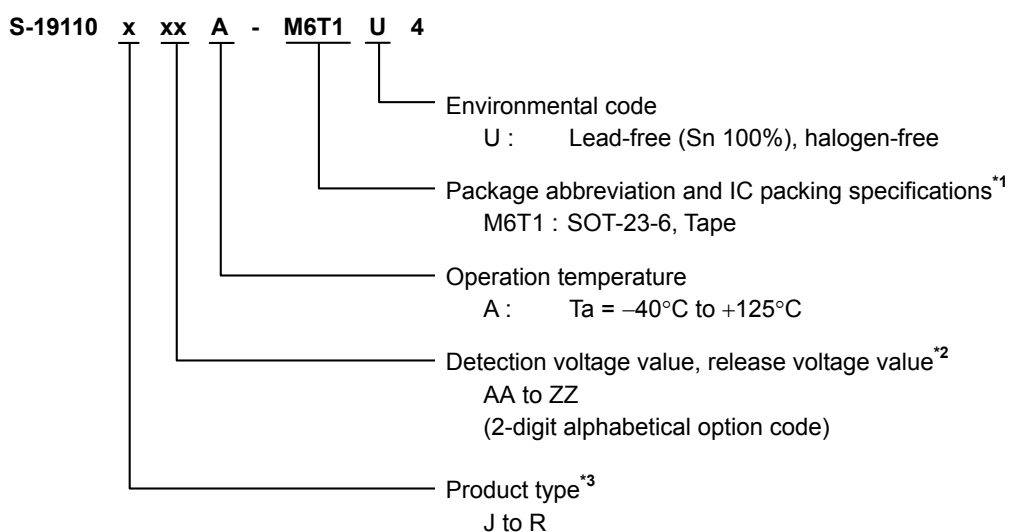 S-19110 x xx A - M6T1 U 4
Environmental code
U : Lead-free (Sn 100%), halogen-free
Package abbreviation and IC packing specifications*1
M6T1 : SOT-23-6, Tape
Operation temperature
A : Ta = −40°C to +125°C
Detection voltage value, release voltage value*2
AA to ZZ
(2-digit alphabetical option code)
Product type*3
J to R